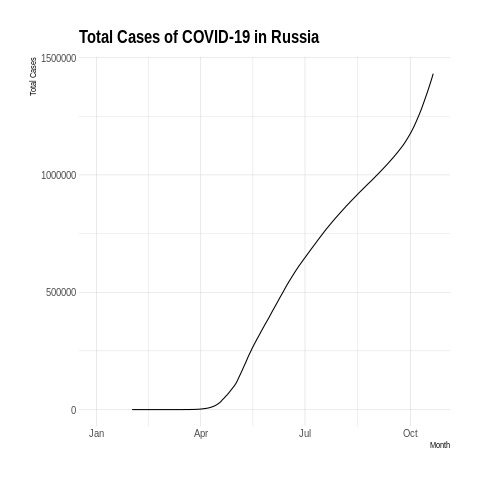 Total Cases of COVID-19 in Russia
Total Cases
1500000
1000000
500000
0
Jan Apr Jul Oct
Month